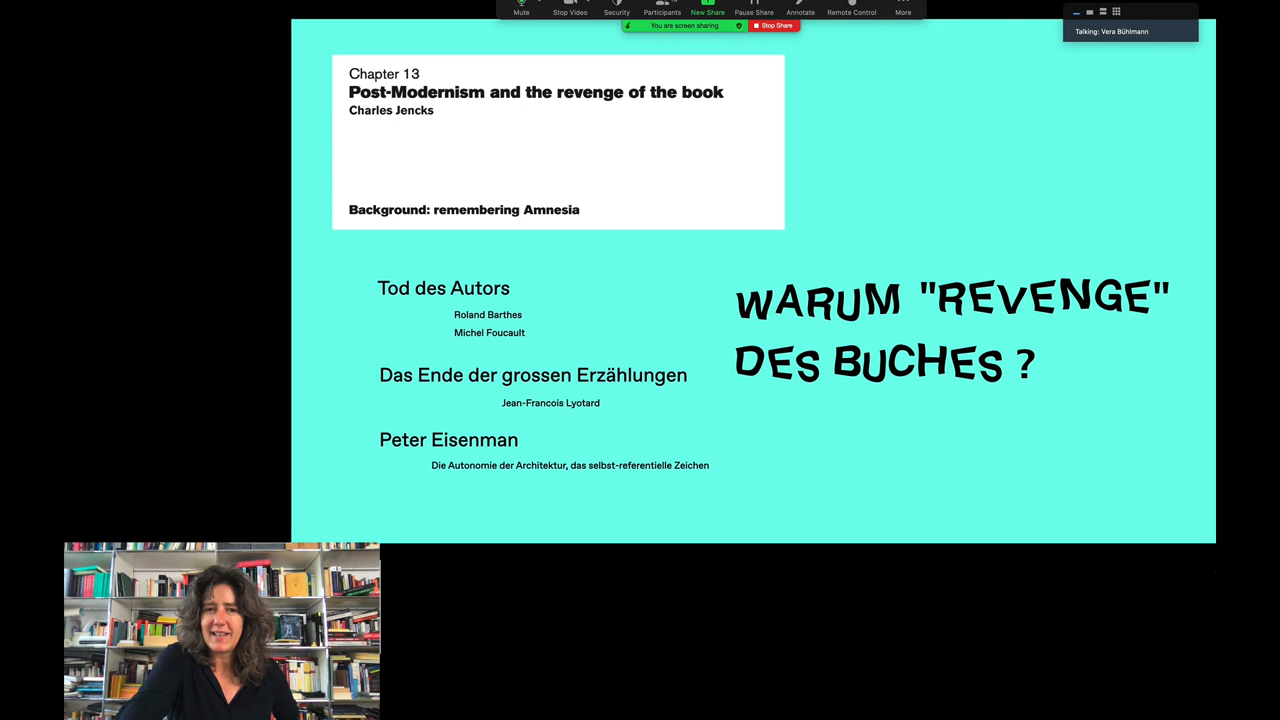 Mute
Stop Video
Security
Participants
New Share
Pause Share
Annotate
Remote Control
More
You are screen sharing
Stop Share
Talking: Vera Bühlmann
Chapter 13
Post-Modernism and the revenge of the book
Charles Jencks
Background: remembering Amnesia
Tod des Autors
Roland Barthes
Michel Foucault
Das Ende der grossen Erzählungen
Jean-Francois Lyotard
Peter Eisenman
Die Autonomie der Architektur, das selbst-referentielle Zeichen
WARUM "REVENGE"
DES BUCHES ?